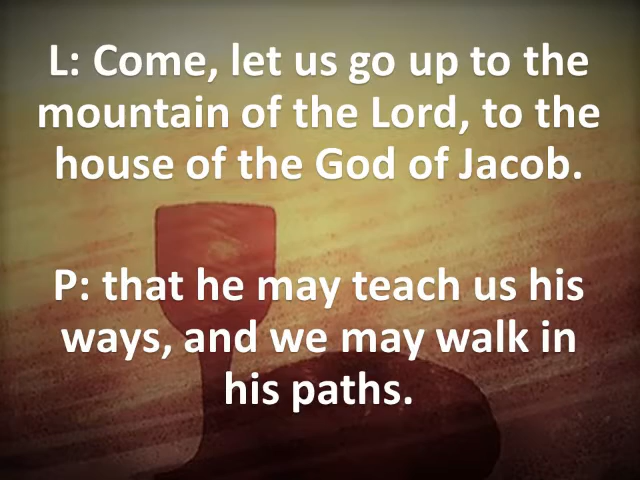 L: Come, let us go up to the
mountain of the Lord, to the
house of the God of Jacob.
P: that he may teach us his
ways, and we may walk in
his paths.